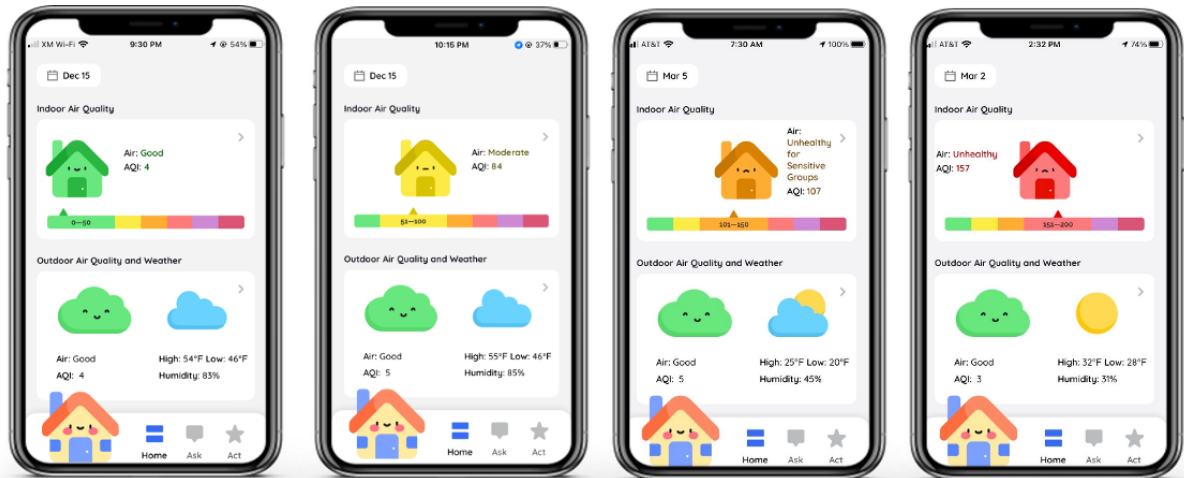 XM Wi-Fi 9:30 PM 54%
Dec 15
Indoor Air Quality
Air: Good
AQI: 4
0—50
Outdoor Air Quality and Weather
Air: Good
AQI: 4
High: 54°F Low: 46°F
Humidity: 83%
Home Ask Act
10:15 PM 37%
Dec 15
Indoor Air Quality
Air: Moderate
AQI: 84
51—100
Outdoor Air Quality and Weather
Air: Good
AQI: 5
High: 55°F Low: 46°F
Humidity: 85%
Home Ask Act
AT&T 7:30 AM 100%
Mar 5
Indoor Air Quality
Air:
Unhealthy
for
Sensitive
Groups
AQI: 107
101—150
Outdoor Air Quality and Weather
Air: Good
AQI: 5
High: 25°F Low: 20°F
Humidity: 45%
Home Ask Act
AT&T 2:32 PM 74%
Mar 2
Indoor Air Quality
Air: Unhealthy
AQI: 157
151—200
Outdoor Air Quality and Weather
Air: Good
AQI: 3
High: 32°F Low: 28°F
Humidity: 31%
Home Ask Act